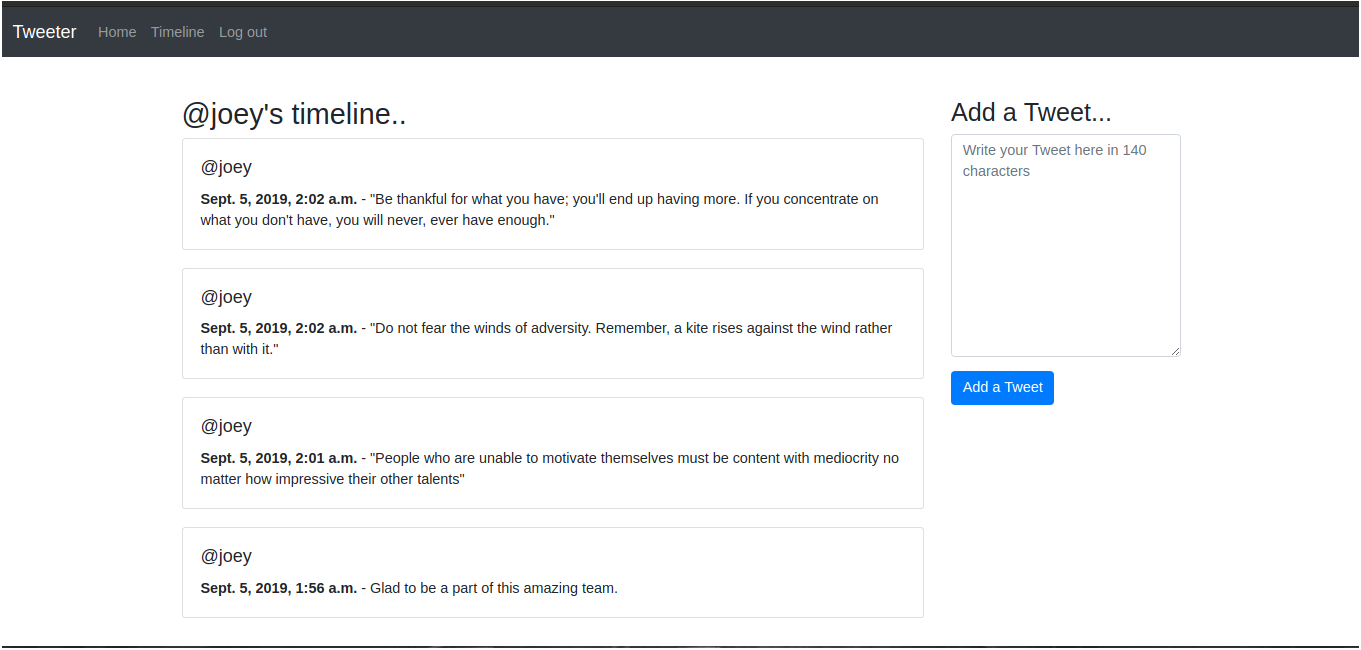 Tweeter Home Timeline Log out
@joey's timeline..
@joey
Sept. 5, 2019, 2:02 a.m. - "Be thankful for what you have; you'll end up having more. If you concentrate on
what you don't have, you will never, ever have enough."
@joey
Sept. 5, 2019, 2:02 a.m. - "Do not fear the winds of adversity. Remember, a kite rises against the wind rather
than with it."
@joey
Sept. 5, 2019, 2:01 a.m. - "People who are unable to motivate themselves must be content with mediocrity no
matter how impressive their other talents"
@joey
Sept. 5, 2019, 1:56 a.m. - Glad to be a part of this amazing team.
Add a Tweet...
Write your Tweet here in 140
characters
Add a Tweet